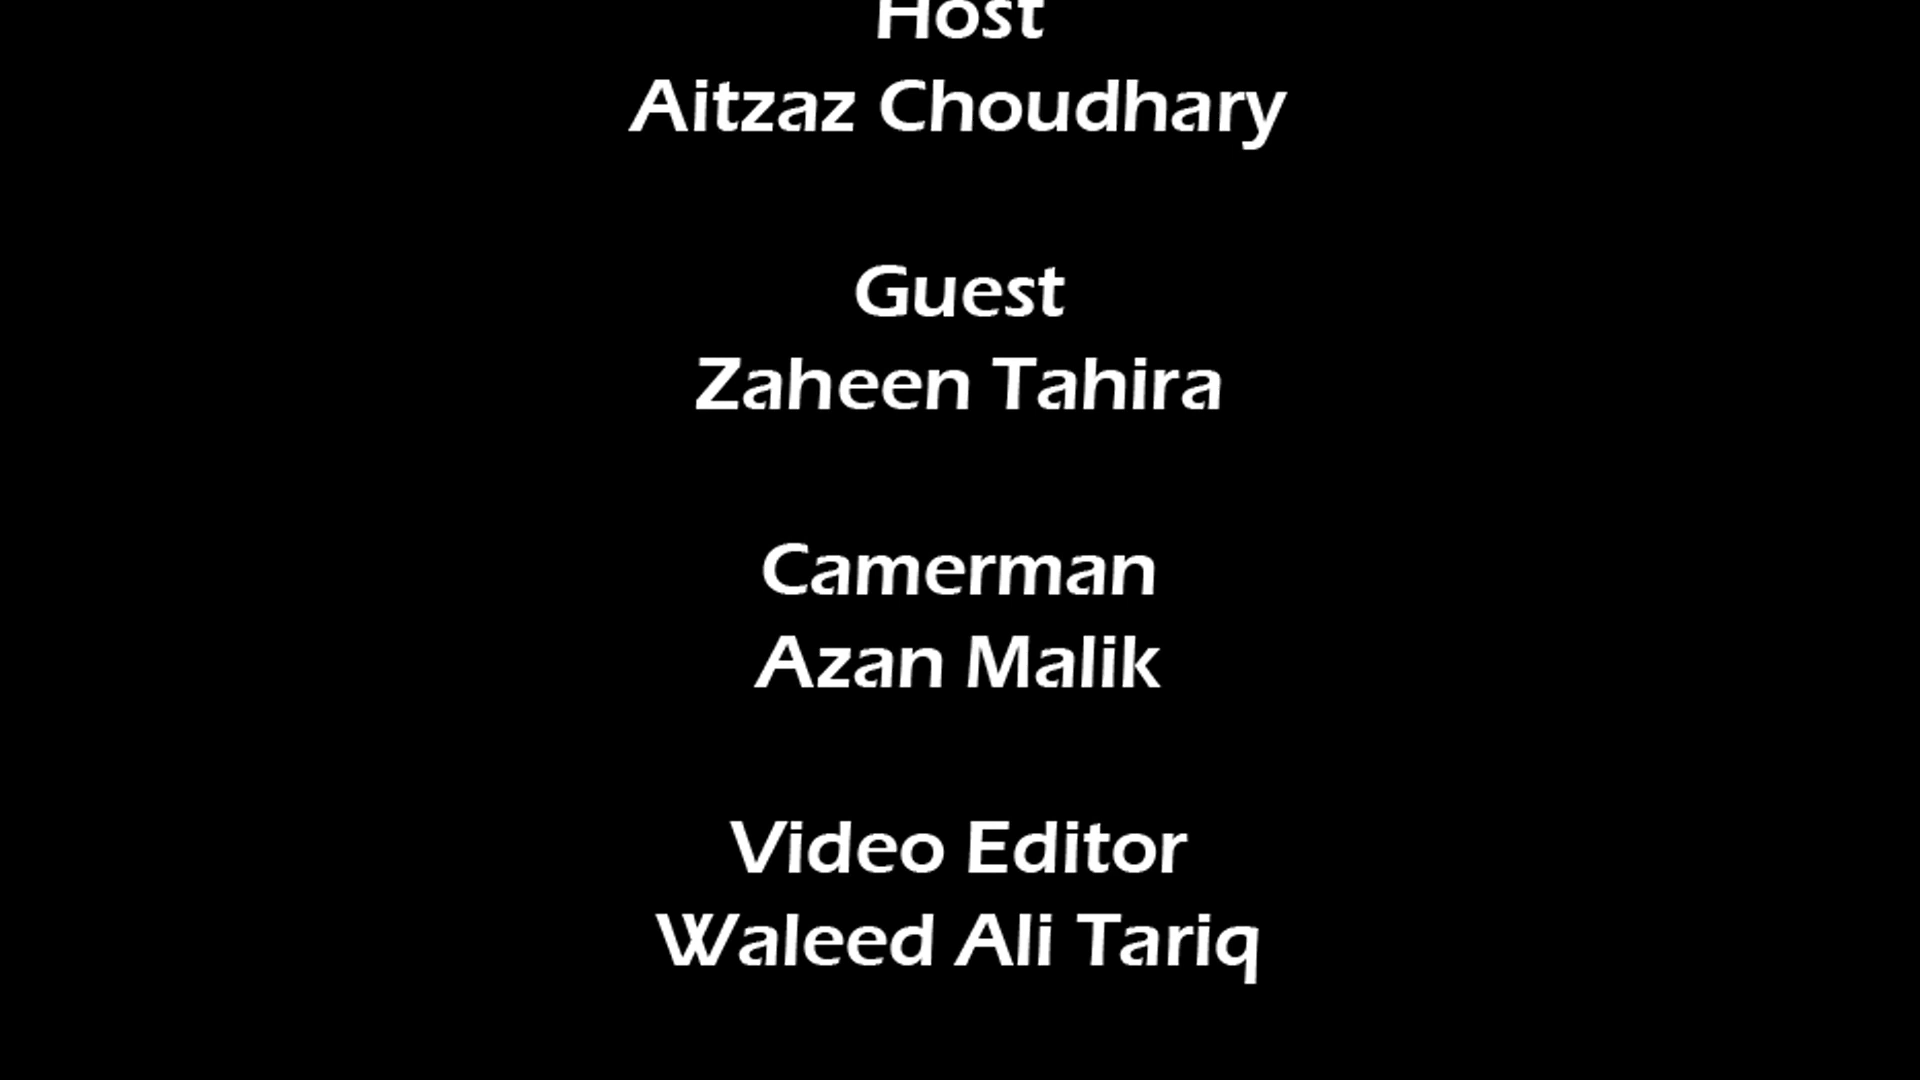 Host
Aitzaz Choudhary
Guest
Zaheen Tahira
Camerman
Azan Malik
Video Editor
Waleed Ali Tariq